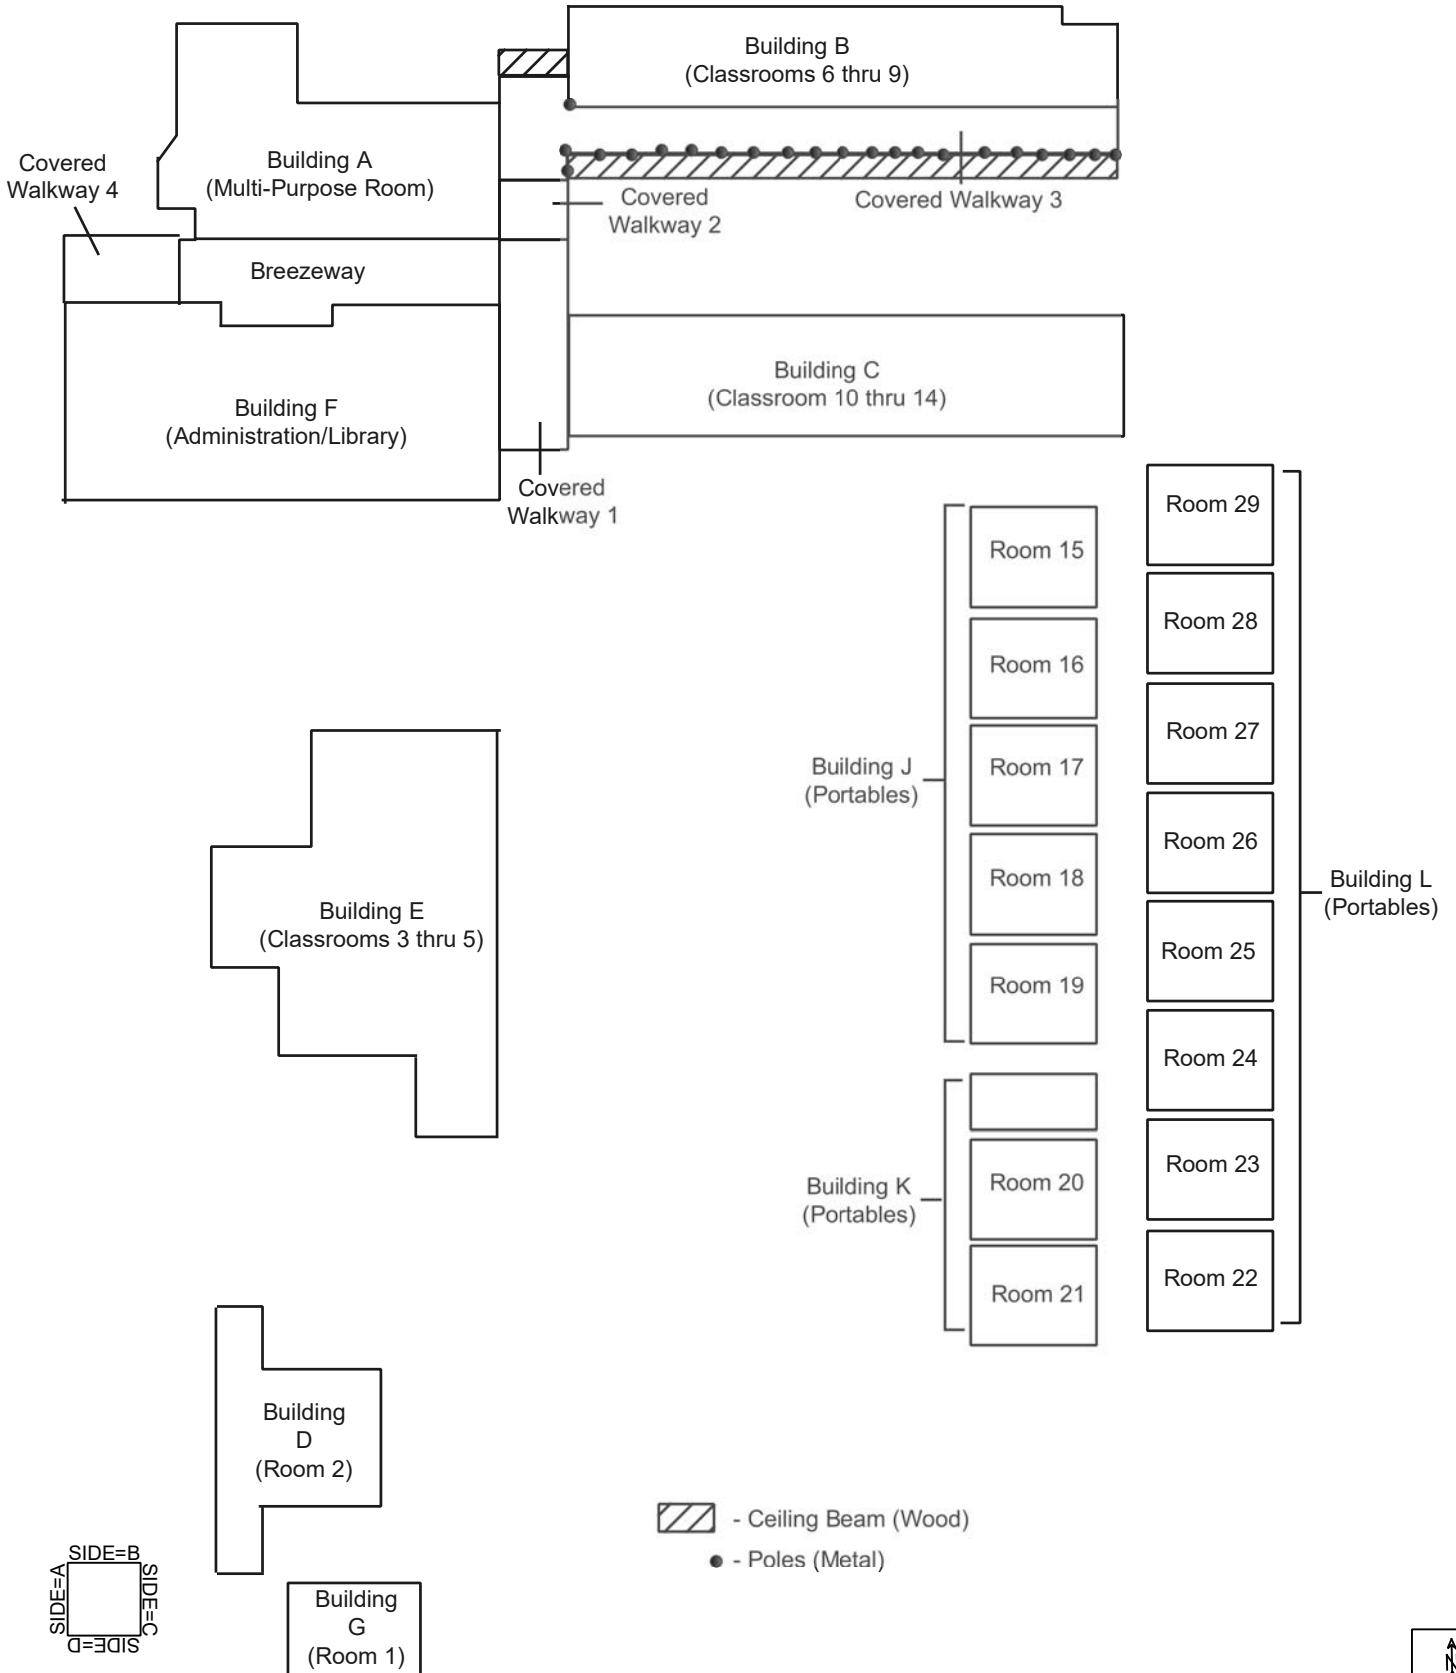 Building B
(Classrooms 6 thru 9)
Covered
Walkway 4
Building A
(Multi-Purpose Room)
Covered
Walkway 2
Covered Walkway 3
Breezeway
Building C
(Classroom 10 thru 14)
Building F
(Administration/Library)
Covered
Walkway 1
Room 29
Room 15
Room 28
Room 16
Room 27
Building J
(Portables)
Room 17
Room 26
Room 18
Building L
(Portables)
Building E
(Classrooms 3 thru 5)
Room 25
Room 19
Room 24
Room 23
Building K
(Portables)
Room 20
Room 22
Room 21
Building
D
(Room 2)
- Ceiling Beam (Wood)
- Poles (Metal)
SIDE=B
SIDE=A
SIDE=C
SIDE=D
Building
G
(Room 1)
N